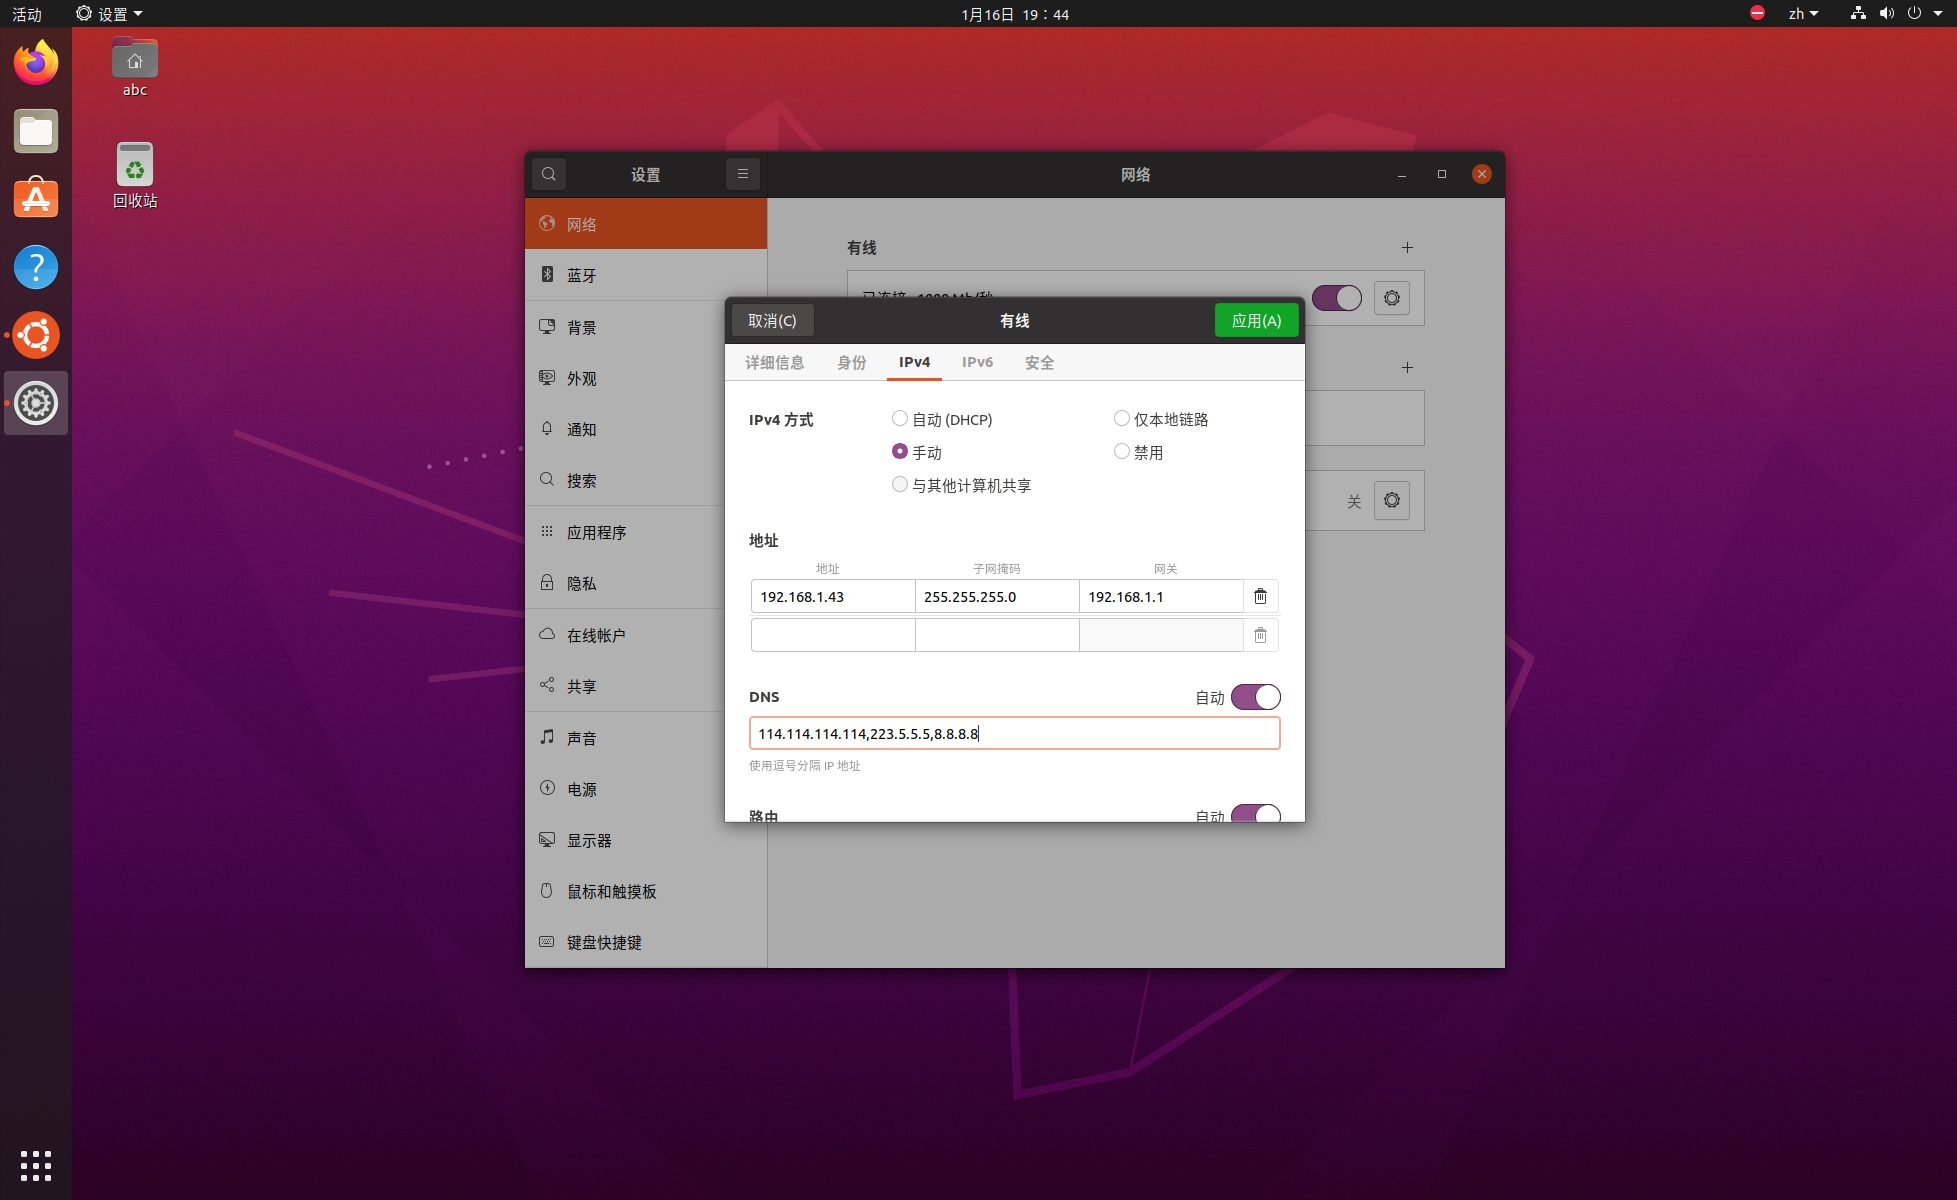 活动
设置
1月16日 19：44
zh
abc
回收站
设置
网络
网络
蓝牙
背景
外观
通知
搜索
应用程序
隐私
在线帐户
共享
声音
电源
显示器
鼠标和触摸板
键盘快捷键
有线
关
取消(C)
有线
应用(A)
详细信息
身份
IPv4
IPv6
安全
IPv4 方式
自动 (DHCP)
仅本地链路
手动
禁用
与其他计算机共享
地址
地址
子网掩码
网关
192.168.1.43
255.255.255.0
192.168.1.1
DNS
自动
114.114.114.114,223.5.5.5,8.8.8.8
使用逗号分隔 IP 地址
路由
自动